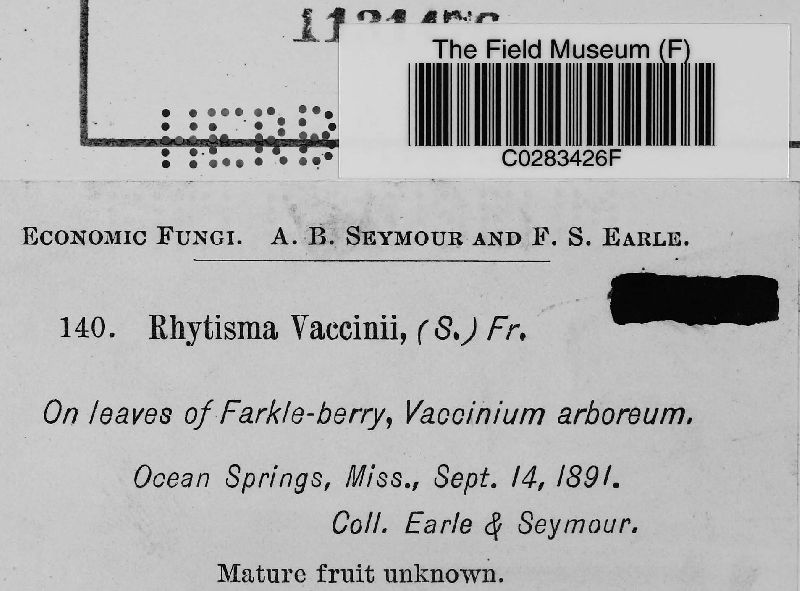 The Field Museum (F)
HERB
C0283426F
ECONOMIC FUNGI. A. B. SEYMOUR AND F. S. EARLE.
140. Rhytisma Vaccinii, (S.) Fr.
On leaves of Farkle-berry, Vaccinium arboreum.
Ocean Springs, Miss., Sept. 14, 1891.
Coll. Earle & Seymour.
Mature fruit unknown.